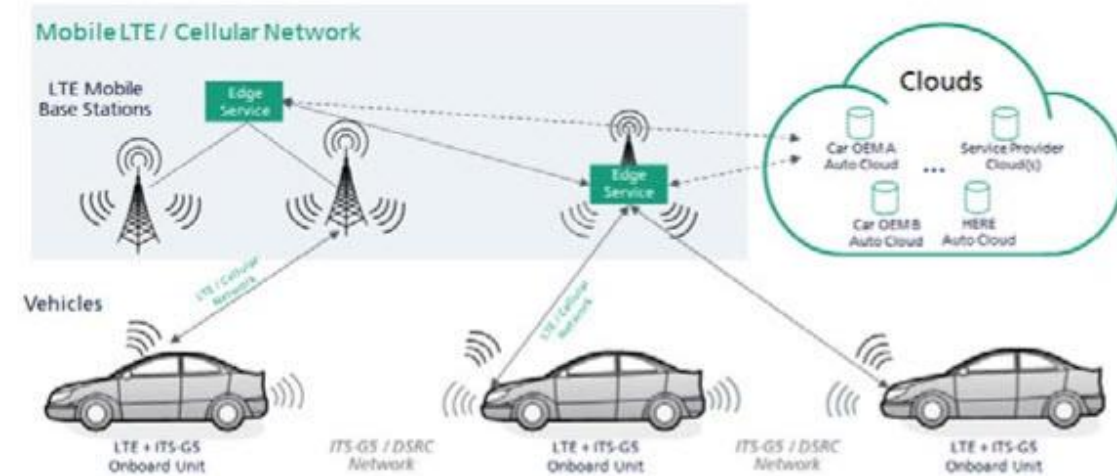 Mobile LTE / Cellular Network
LTE Mobile
Base Stations
Edge
Service
Edge
Service
Clouds
Car OEM A
Auto Cloud
Service Provider
Cloud(s)
...
Car OEM B
Auto Cloud
HERE
Auto Cloud
LTE / Cellular
Network
LTE / Cellular
Network
Vehicles
LTE + ITS-G5
Onboard Unit
ITS-G5 / DSRC
Network
LTE + ITS-G5
Onboard Unit
ITS-G5 / DSRC
Network
LTE + ITS-G5
Onboard Unit